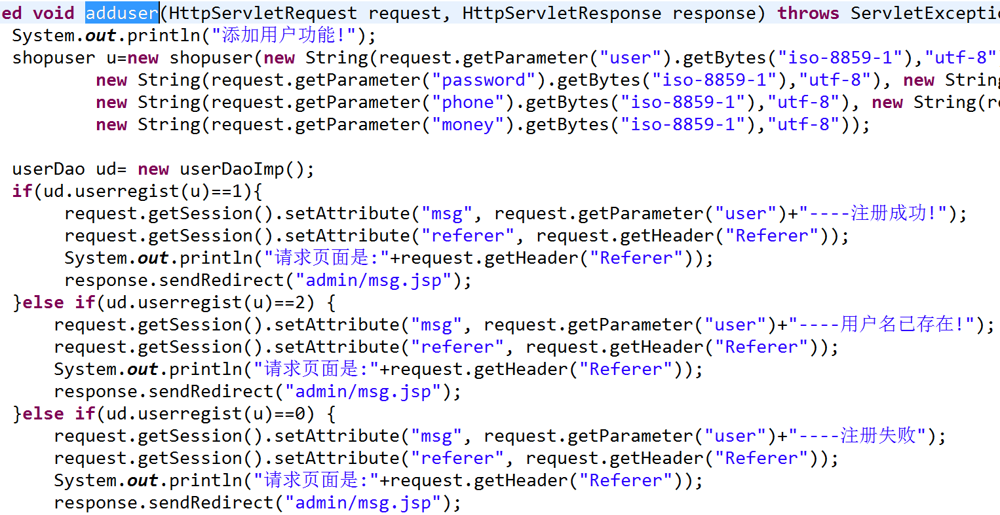 ed void adduser(HttpServletRequest request, HttpServletResponse response) throws ServletExcepti
System.out.println("添加用户功能!");
shopuser u=new shopuser(new String(request.getParameter("user").getBytes("iso-8859-1"),"utf-8"
new String(request.getParameter("password").getBytes("iso-8859-1"),"utf-8"), new String
new String(request.getParameter("phone").getBytes("iso-8859-1"),"utf-8"), new String(re
new String(request.getParameter("money").getBytes("iso-8859-1"),"utf-8"));
userDao ud= new userDaoImp();
if(ud.userregist(u)==1){
request.getSession().setAttribute("msg", request.getParameter("user")+"----注册成功!");
request.getSession().setAttribute("referer", request.getHeader("Referer"));
System.out.println("请求页面是:"+request.getHeader("Referer"));
response.sendRedirect("admin/msg.jsp");
}else if(ud.userregist(u)==2) {
request.getSession().setAttribute("msg", request.getParameter("user")+"----用户名已存在!");
request.getSession().setAttribute("referer", request.getHeader("Referer"));
System.out.println("请求页面是:"+request.getHeader("Referer"));
response.sendRedirect("admin/msg.jsp");
}else if(ud.userregist(u)==0) {
request.getSession().setAttribute("msg", request.getParameter("user")+"----注册失败");
request.getSession().setAttribute("referer", request.getHeader("Referer"));
System.out.println("请求页面是:"+request.getHeader("Referer"));
response.sendRedirect("admin/msg.jsp");